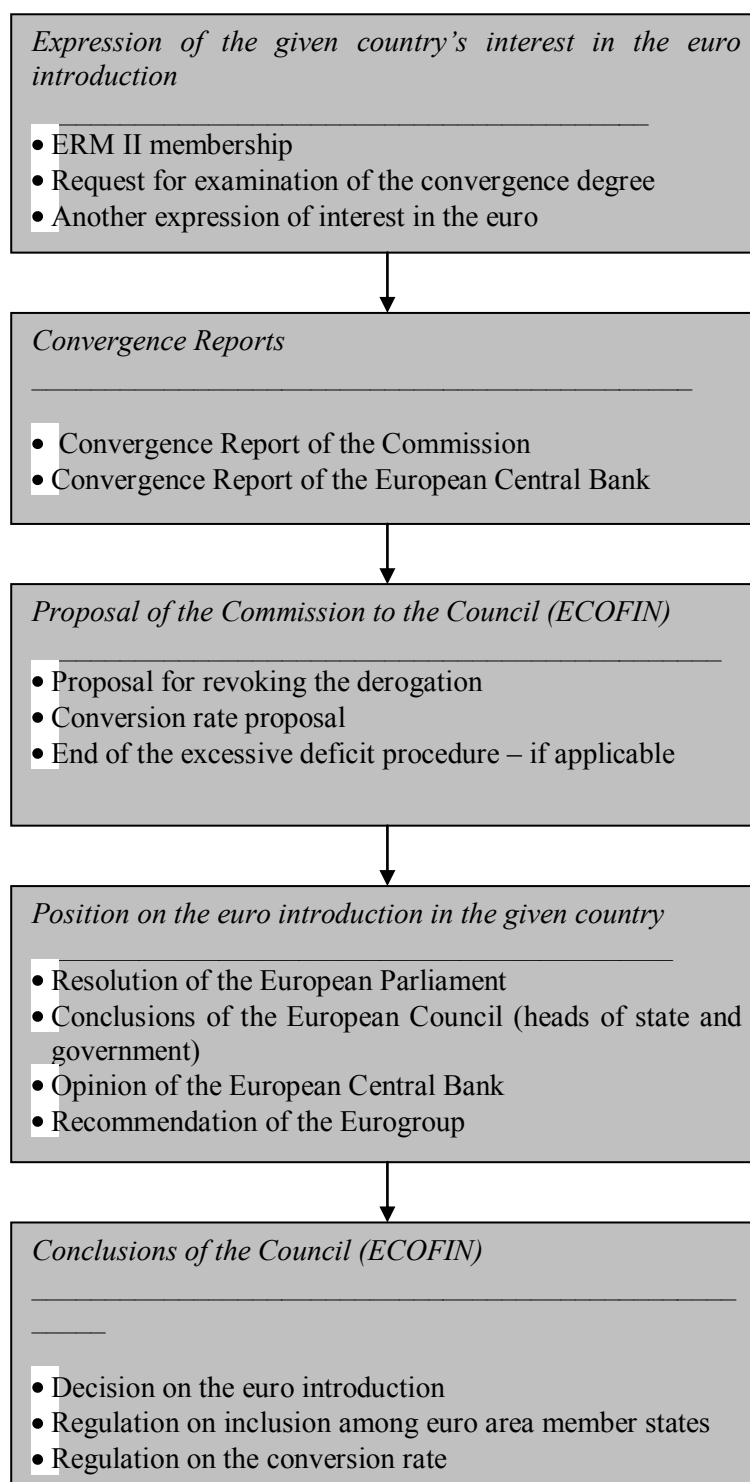 Expression of the given country's interest in the euro
introduction
• ERM II membership
• Request for examination of the convergence degree
• Another expression of interest in the euro
Convergence Reports
• Convergence Report of the Commission
• Convergence Report of the European Central Bank
Proposal of the Commission to the Council (ECOFIN)
• Proposal for revoking the derogation
• Conversion rate proposal
• End of the excessive deficit procedure – if applicable
Position on the euro introduction in the given country
• Resolution of the European Parliament
• Conclusions of the European Council (heads of state and
government)
• Opinion of the European Central Bank
• Recommendation of the Eurogroup
Conclusions of the Council (ECOFIN)
• Decision on the euro introduction
• Regulation on inclusion among euro area member states
• Regulation on the conversion rate